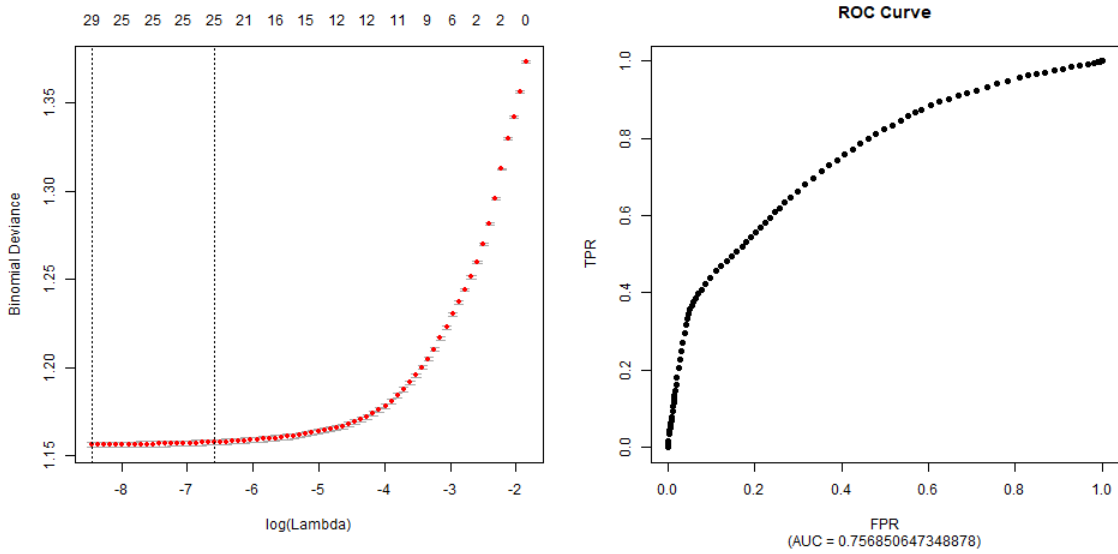 29 25 25 25 25 21 16 15 12 12 11 9 6 2 2 0
Binomial Deviance
1.35
1.30
1.25
1.20
1.15
-8 -7 -6 -5 -4 -3 -2
log(Lambda)
ROC Curve
TPR
1.0
0.8
0.6
0.4
0.2
0.0
0.0 0.2 0.4 0.6 0.8 1.0
FPR
(AUC = 0.756850647348878)